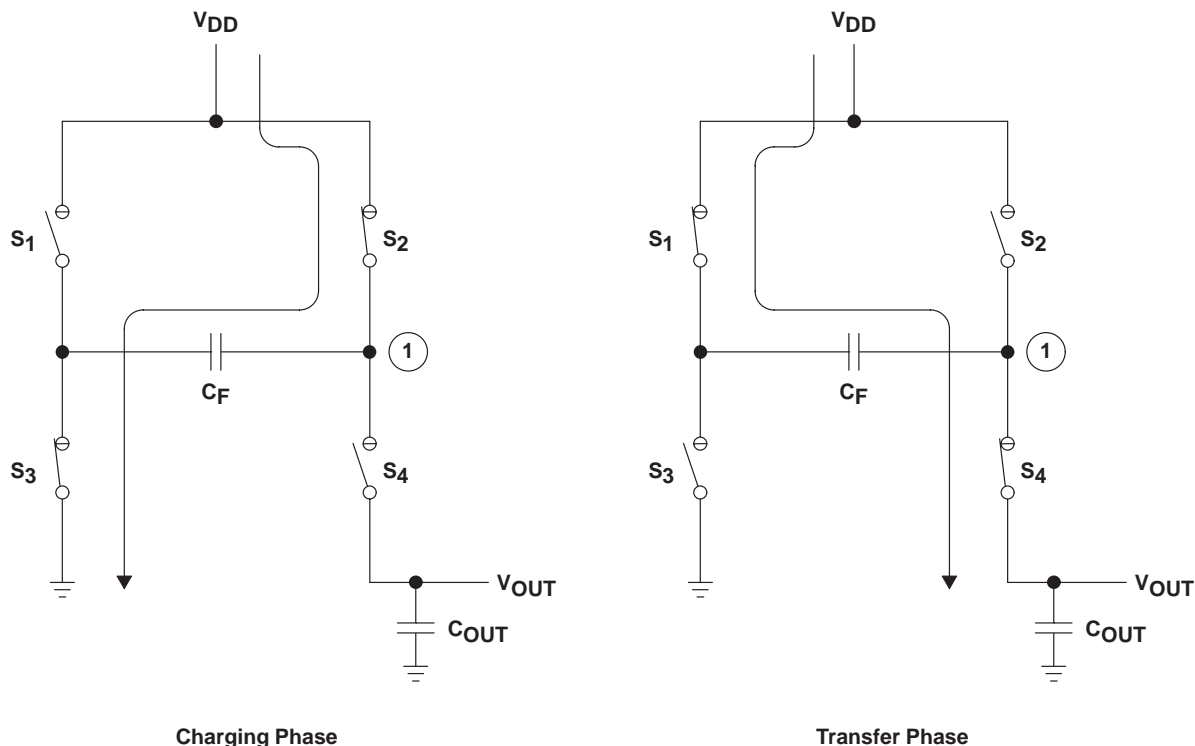 VDD
S1
S2
1
CF
S3
S4
VOUT
COUT
Charging Phase
VDD
S1
S2
1
CF
S3
S4
VOUT
COUT
Transfer Phase